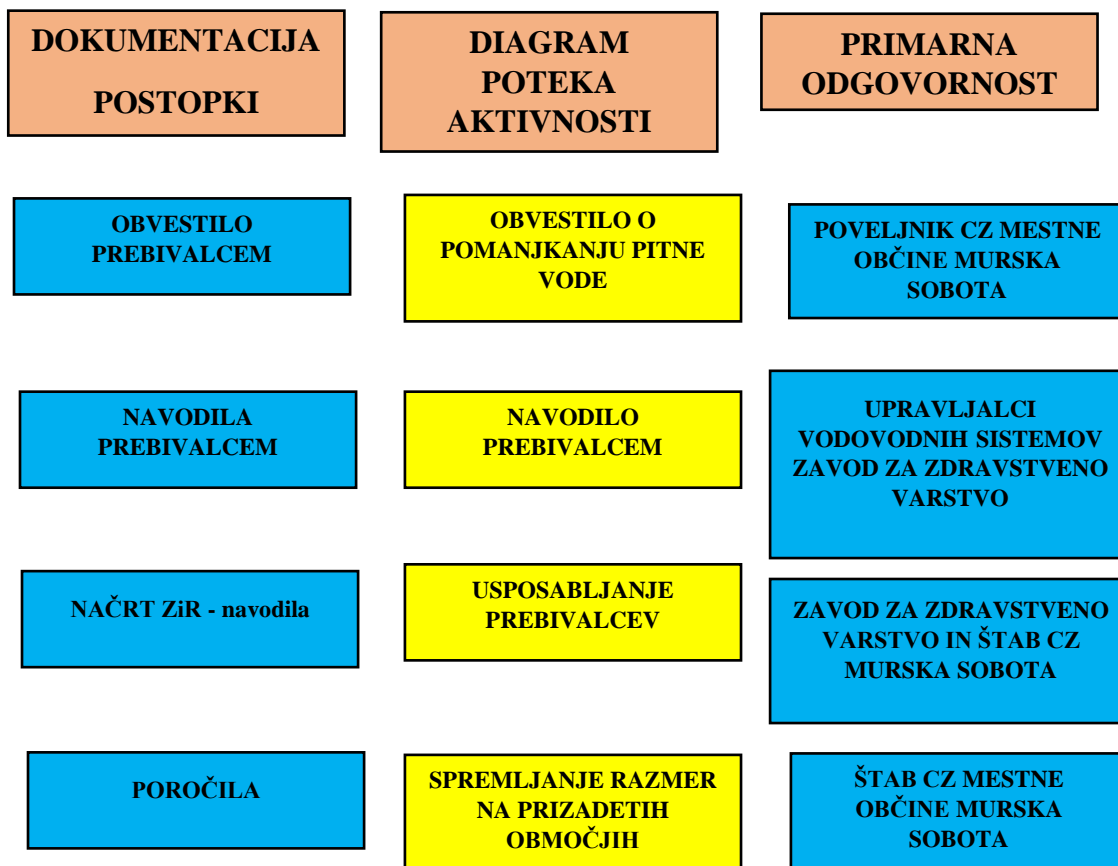 DOKUMENTACIJA
POSTOPKI
DIAGRAM
POTEKA
AKTIVNOSTI
PRIMARNA
ODGOVORNOST
OBVESTILO
PREBIVALCEM
OBVESTILO O
POMANJKANJU PITNE
VODE
POVELJNIK CZ MESTNE
OBČINE MURSKA
SOBOTA
NAVODILA
PREBIVALCEM
NAVODILO
PREBIVALCEM
UPRAVLJALCI
VODOVODNIH SISTEMOV
ZAVOD ZA ZDRAVSTVENO
VARSTVO
NAČRT ZiR - navodila
USPOSABLJANJE
PREBIVALCEV
ZAVOD ZA ZDRAVSTVENO
VARSTVO IN ŠTAB CZ
MURSKA SOBOTA
POROČILA
SPREMLJANJE RAZMER
NA PRIZADETIH
OBMOČJIH
ŠTAB CZ MESTNE
OBČINE MURSKA
SOBOTA